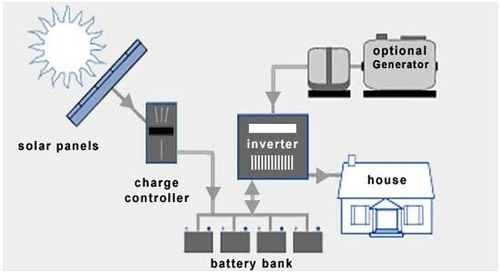 optional
Generator
solar panels
inverter
charge
controller
house
battery bank